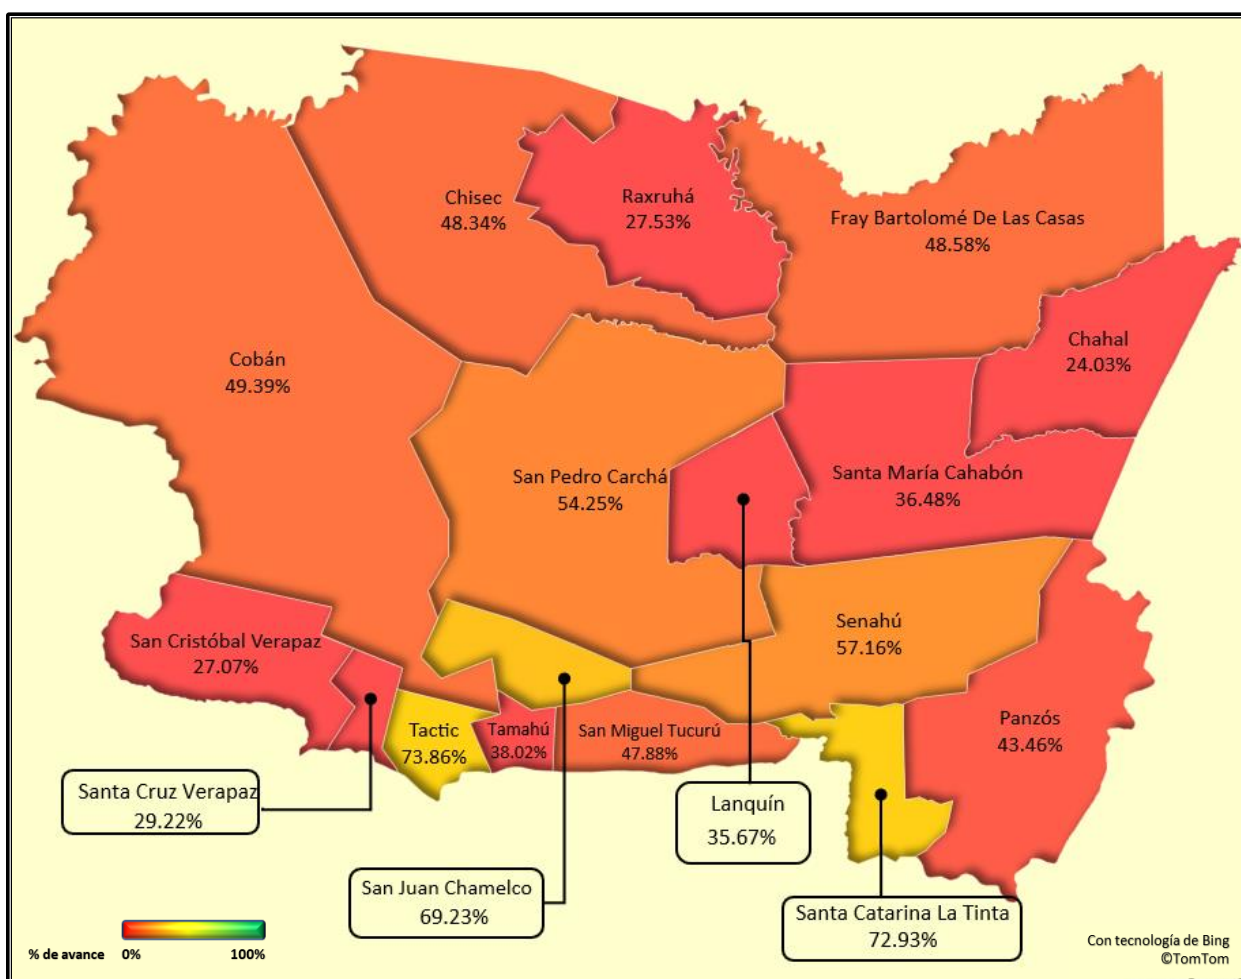 Chisec
48.34%
Raxruhá
27.53%
Fray Bartolomé De Las Casas
48.58%
Cobán
49.39%
Chahal
24.03%
San Pedro Carchá
54.25%
Santa María Cahabón
36.48%
San Cristóbal Verapaz
27.07%
Senahú
57.16%
Tactic
73.86%
Tamahú
38.02%
San Miguel Tucurú
47.88%
Panzós
43.46%
Santa Cruz Verapaz
29.22%
Lanquín
35.67%
San Juan Chamelco
69.23%
Santa Catarina La Tinta
72.93%
% de avance 0% 100%
Con tecnología de Bing
©TomTom